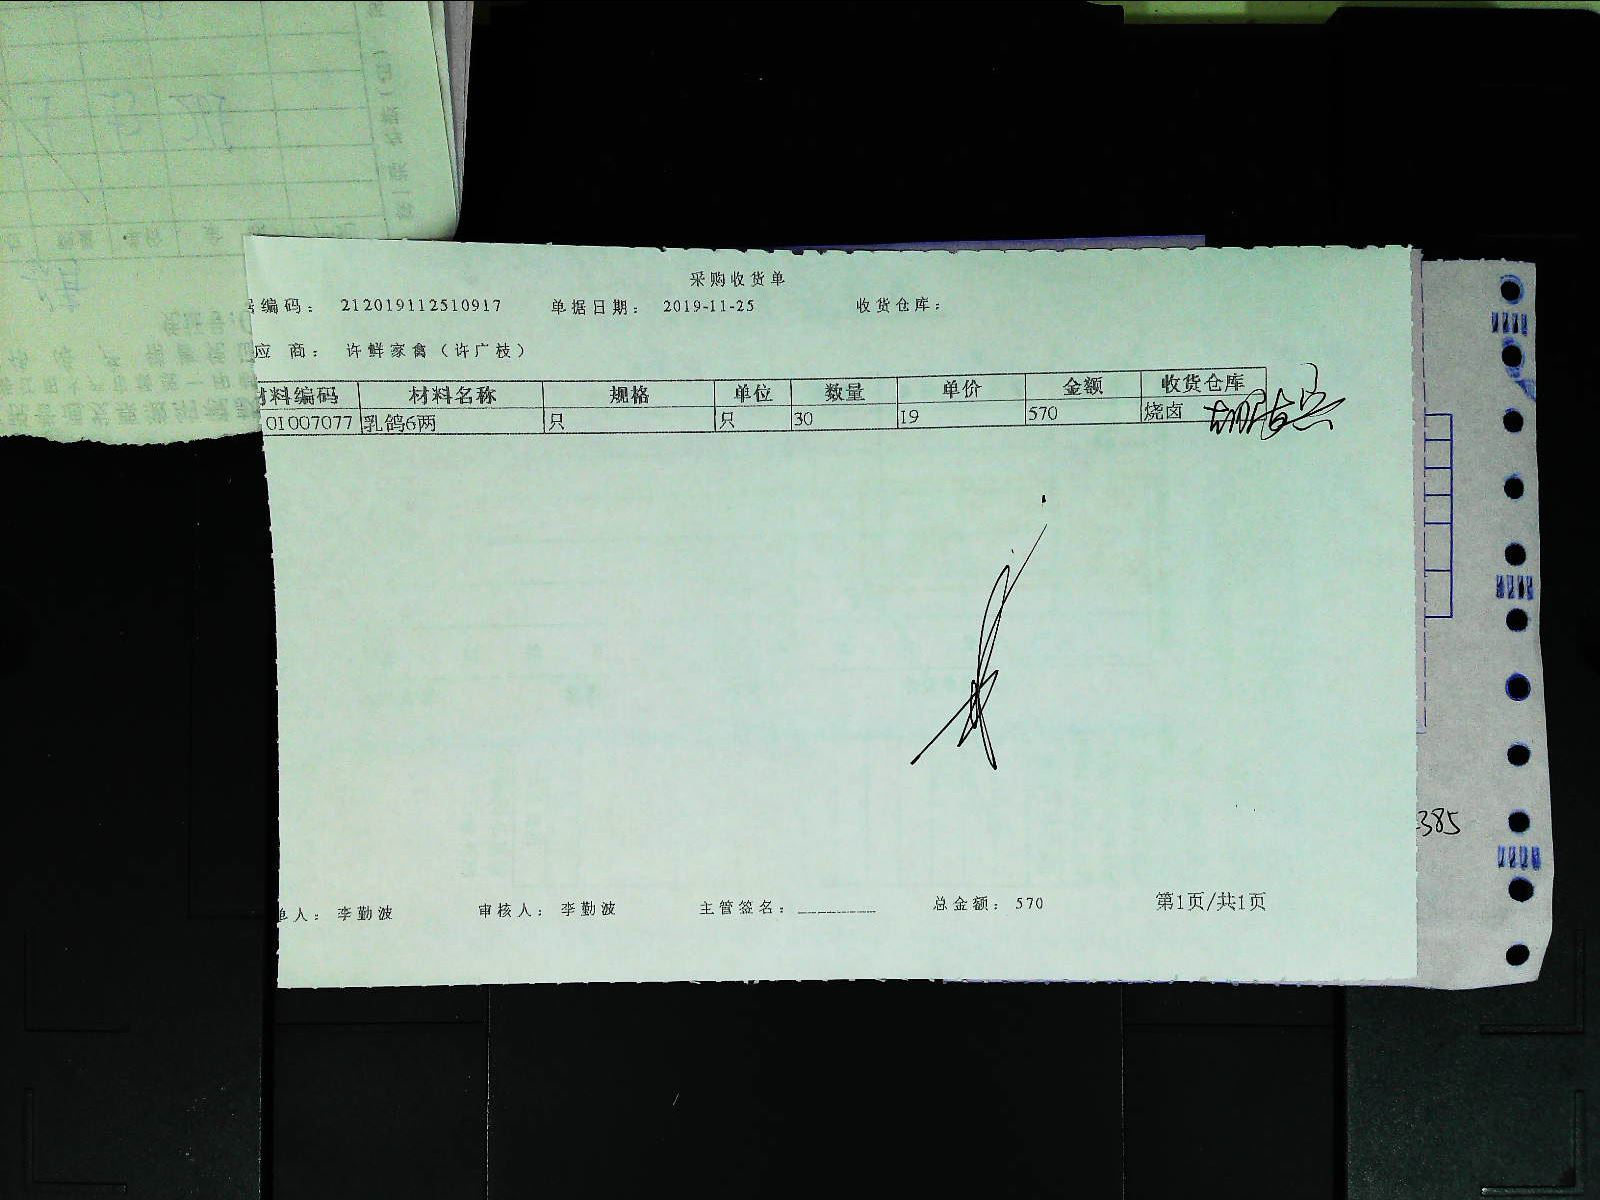 采购收货单
编码： 212019112510917 单据日期： 2019-11-25 收货仓库：
应 商： 许鲜家禽（许广枝）
材料编码 材料名称 规格 单位 数量 单价 金额 收货仓库
01007077 乳鸽6两 只 只 30 19 570 烧卤
385
单人： 李勤波 审核人： 李勤波 主管签名： ________ 总金额： 570 第1页/共1页